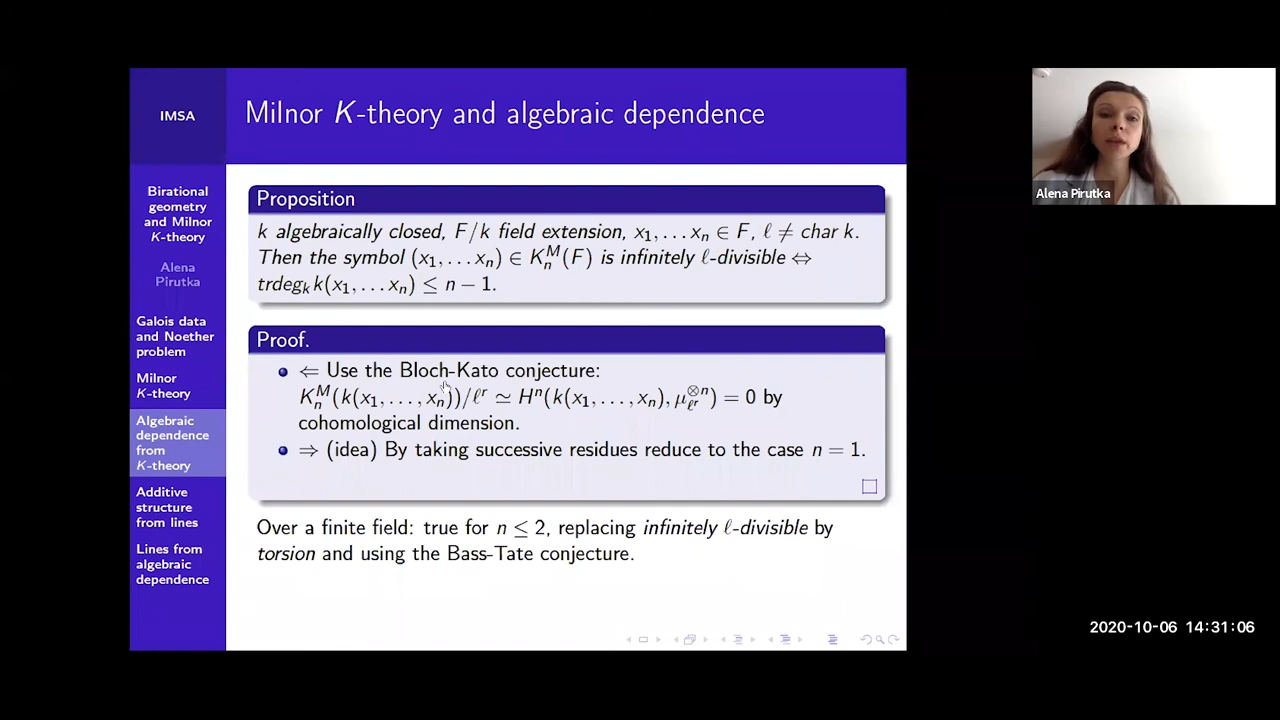 IMSA
Milnor K-theory and algebraic dependence
Birational
geometry
and Milnor
K-theory
Alena
Pirutka
Galois data
and Noether
problem
Milnor
K-theory
Algebraic
dependence
from
K-theory
Additive
structure
from lines
Lines from
algebraic
dependence
Proposition
k algebraically closed, F/k field extension, x₁, … xₙ ∈ F, ℓ ≠ char k.
Then the symbol (x₁, … xₙ) ∈ Kₙᴹ(F) is infinitely ℓ-divisible ⇔
trdegₖk(x₁, … xₙ) ≤ n − 1.
Proof.
⇐ Use the Bloch-Kato conjecture:
Kₙᴹ(k(x₁, …, xₙ))/ℓʳ ≃ Hⁿ(k(x₁, …, xₙ), μ_{ℓʳ}^{⊗n}) = 0 by
cohomological dimension.
⇒ (idea) By taking successive residues reduce to the case n = 1.
Over a finite field: true for n ≤ 2, replacing infinitely ℓ-divisible by
torsion and using the Bass-Tate conjecture.
Alena Pirutka
2020-10-06 14:31:06